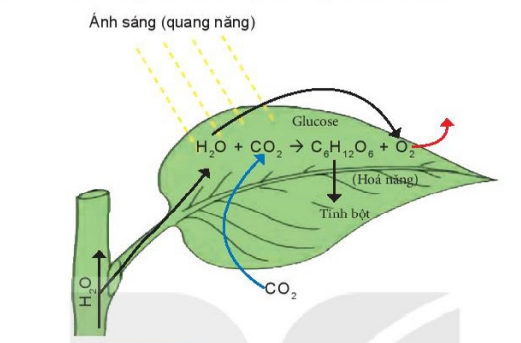 Ánh sáng (quang năng)
Glucose
H₂O + CO₂ → C₆H₁₂O₆ + O₂
(Hoá năng)
Tinh bột
H₂O
CO₂